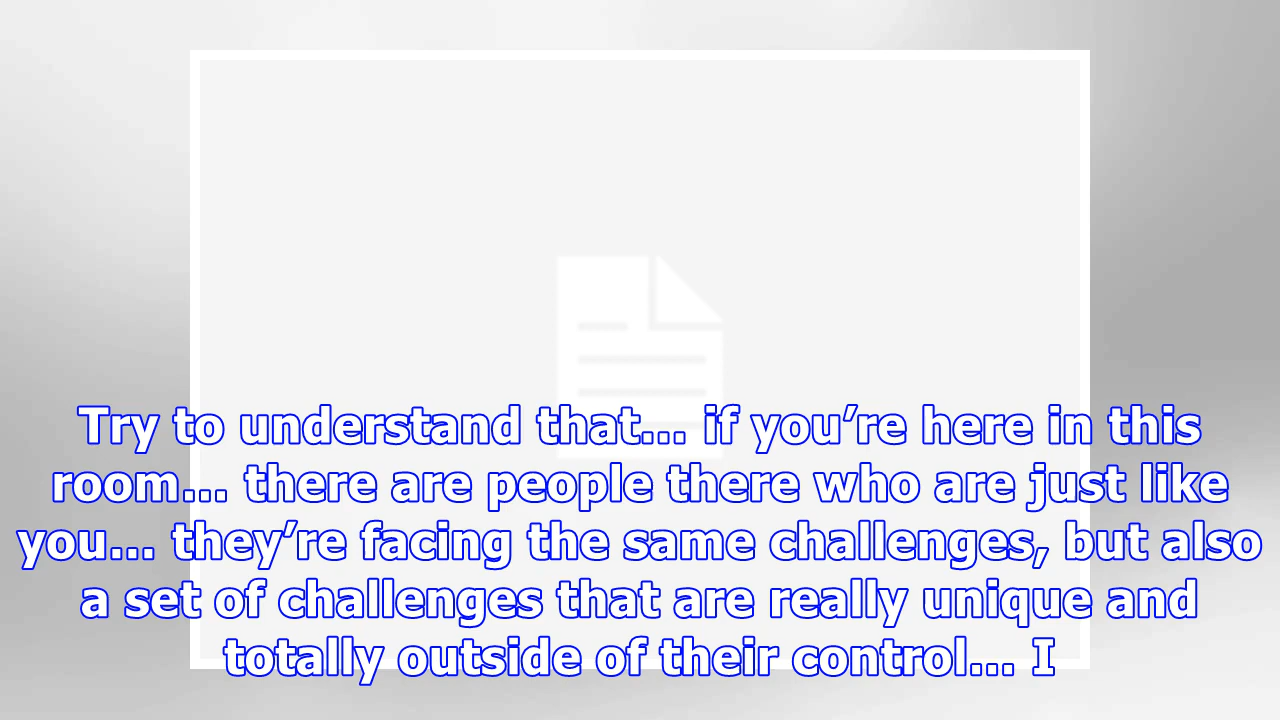 Try to understand that... if you’re here in this
room... there are people there who are just like
you... they’re facing the same challenges, but also
a set of challenges that are really unique and
totally outside of their control... I